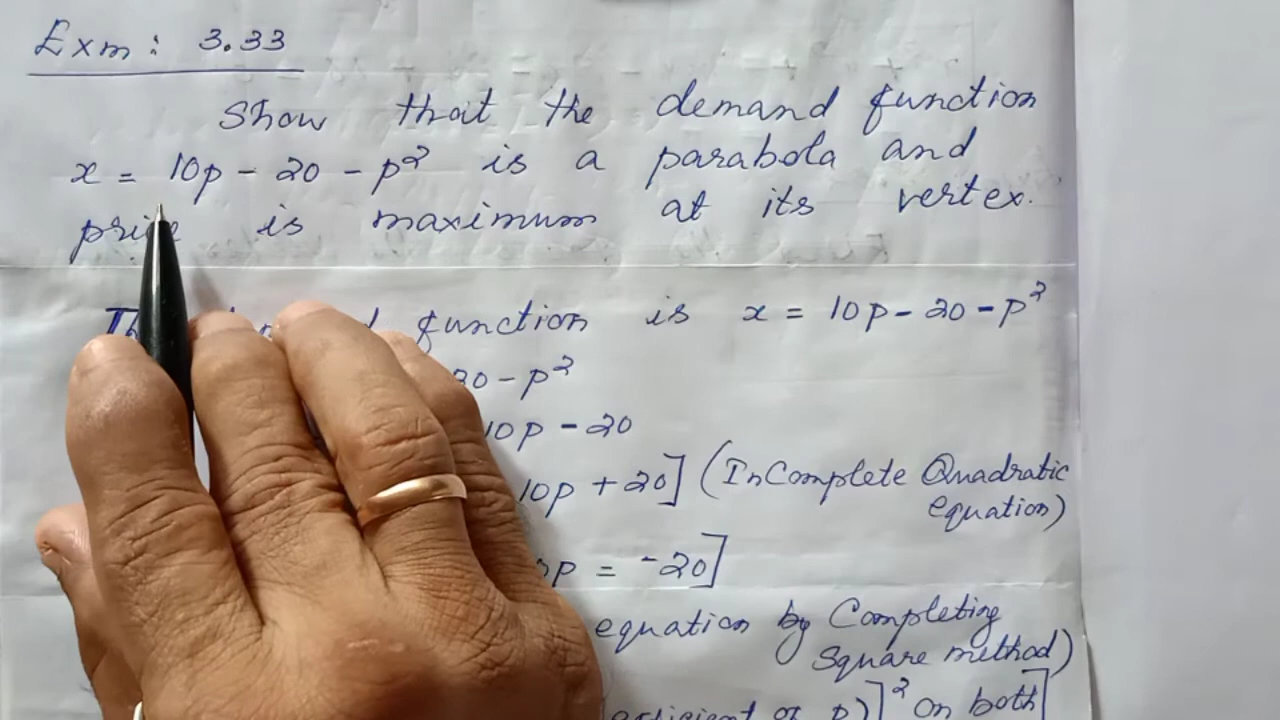 Exm: 3.33
Show that the demand function
x = 10p - 20 - p² is a parabola and
price is maximum at its vertex.
function is x = 10p - 20 - p²
20 - p²
10p - 20
10p + 20] (InComplete Quadratic
equation)
p = -20]
equation by Completing
Square method)
of p)]² on both